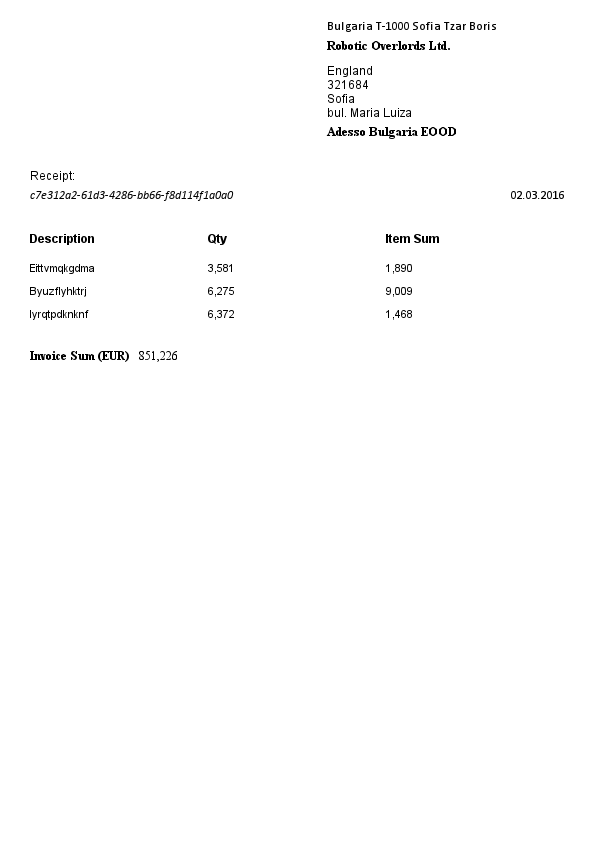 Bulgaria T-1000 Sofia Tzar Boris
Robotic Overlords Ltd.
England
321684
Sofia
bul. Maria Luiza
Adesso Bulgaria EOOD
Receipt:
c7e312a2-61d3-4286-bb66-f8d114f1a0a0 02.03.2016
Description Qty Item Sum
Eittvmqkgdma 3,581 1,890
Byuzflyhktrj 6,275 9,009
Iyrqtpdknknf 6,372 1,468
Invoice Sum (EUR) 851,226